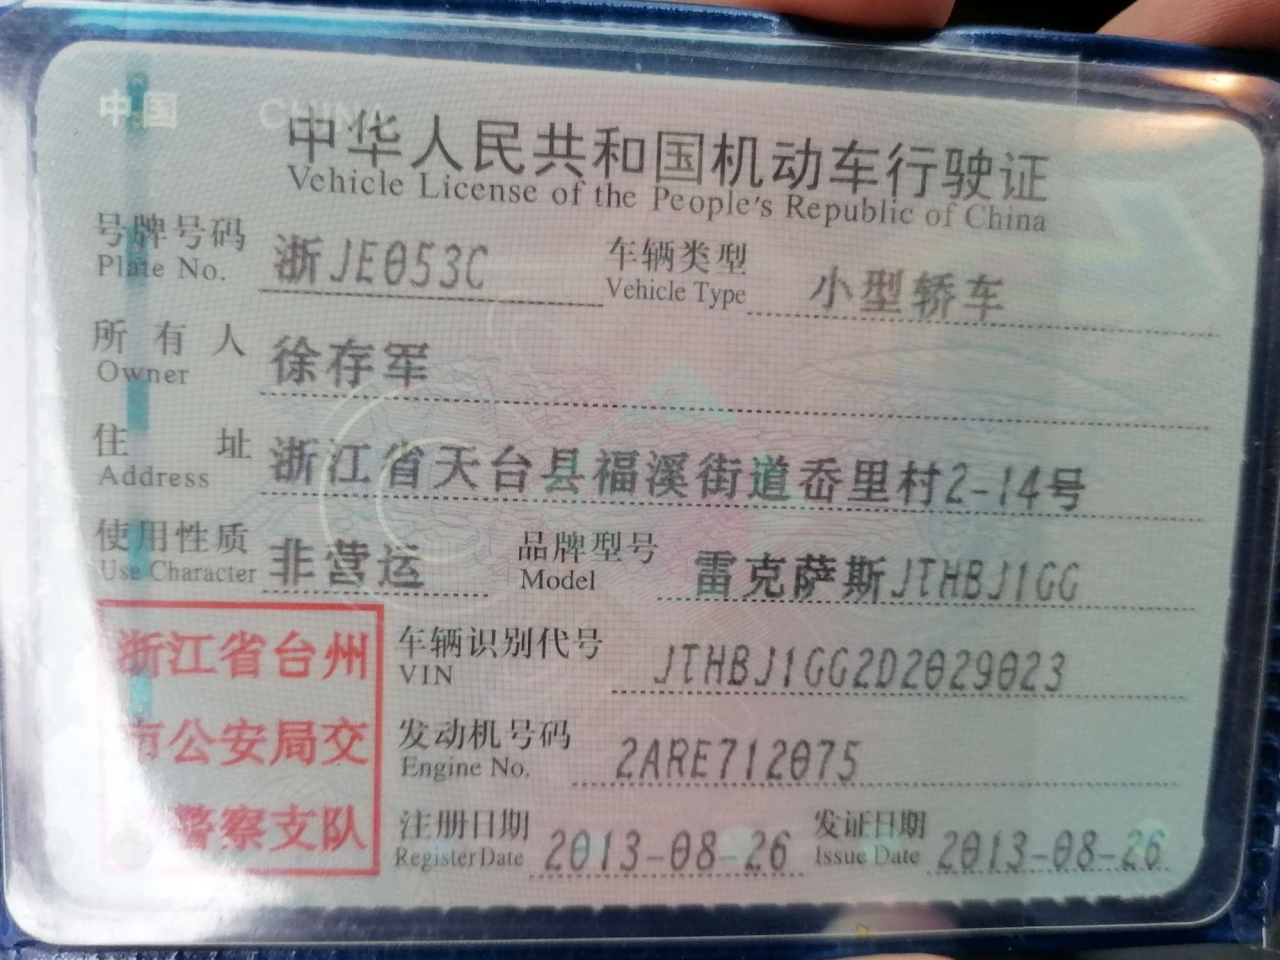 中国 CHINA
中华人民共和国机动车行驶证
Vehicle License of the People's Republic of China
号牌号码 浙JE053C 车辆类型 小型轿车
Plate No. Vehicle Type
所有人 徐存军
Owner
住址 浙江省天台县福溪街道岙里村2-14号
Address
使用性质 非营运 品牌型号 雷克萨斯JTHBJ1GG
Use Character Model
浙江省台州
市公安局交
警察支队
车辆识别代号 JTHBJ1GG2D2029023
VIN
发动机号码 2ARE712075
Engine No.
注册日期 2013-08-26 发证日期 2013-08-26
Register Date Issue Date